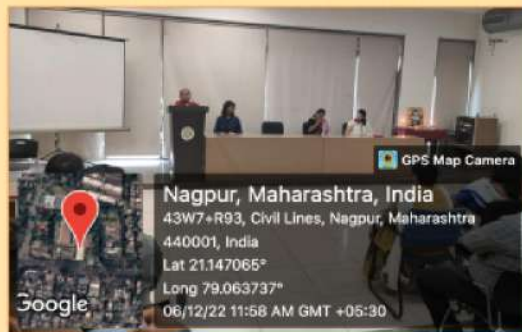 GPS Map Camera
Nagpur, Maharashtra, India
43W7+R93, Civil Lines, Nagpur, Maharashtra
440001, India
Lat 21.147065°
Long 79.063737°
06/12/22 11:58 AM GMT +05:30
Google